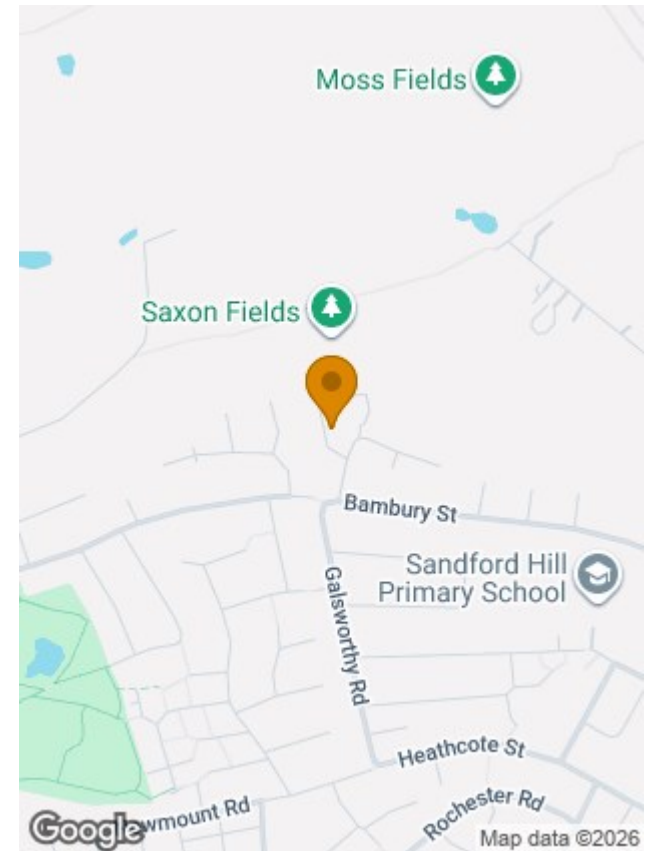 Moss Fields
Saxon Fields
Bambury St
Sandford Hill
Primary School
Galsworthy Rd
Heathcote St
Rochester Rd
Google
wmount Rd
Map data ©2026